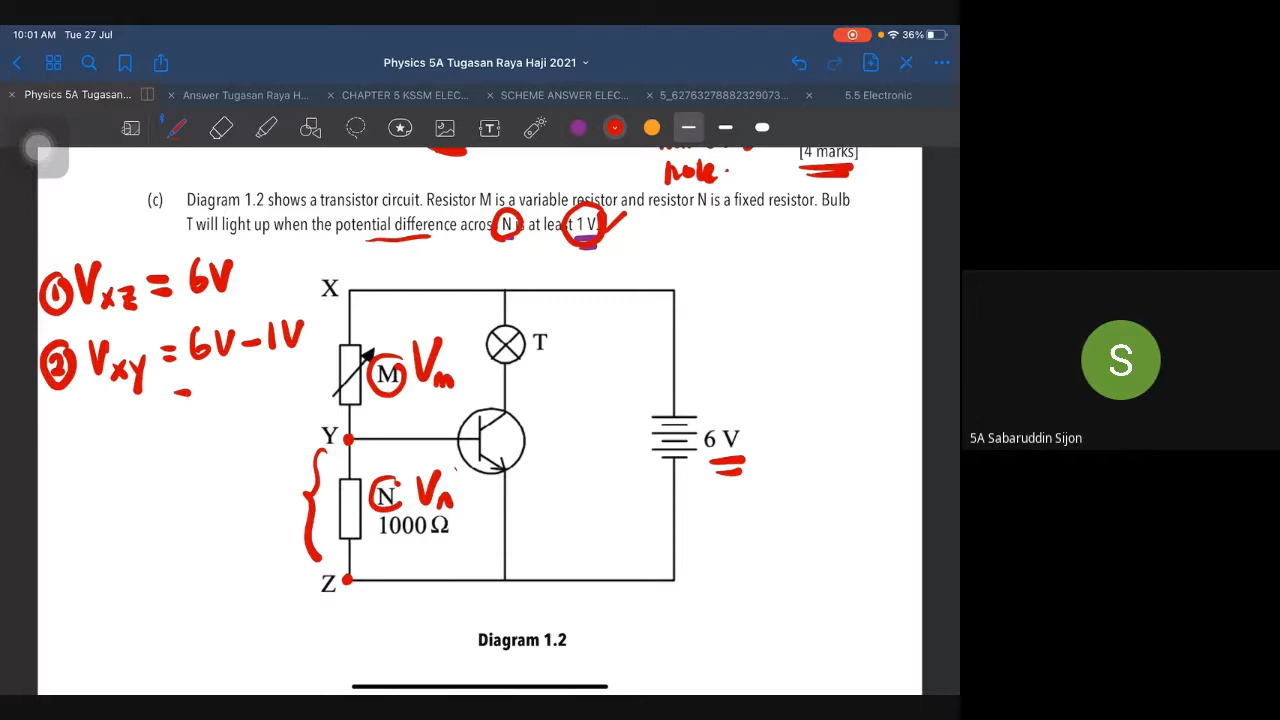 10:01 AM Tue 27 Jul
36%
Physics 5A Tugasan Raya Haji 2021
Physics 5A Tugasan...
Answer Tugasan Raya H...
CHAPTER 5 KSSM ELEC...
SCHEME ANSWER ELEC...
5_62763278882329073...
5.5 Electronic
[4 marks]
hole.
(c) Diagram 1.2 shows a transistor circuit. Resistor M is a variable resistor and resistor N is a fixed resistor. Bulb
T will light up when the potential difference across N is at least 1 V.
① Vxz = 6V
② Vxy = 6V - 1V
=
X
T
M Vm
Y
6 V
N Vn
1000 Ω
Z
Diagram 1.2
S
5A Sabaruddin Sijon